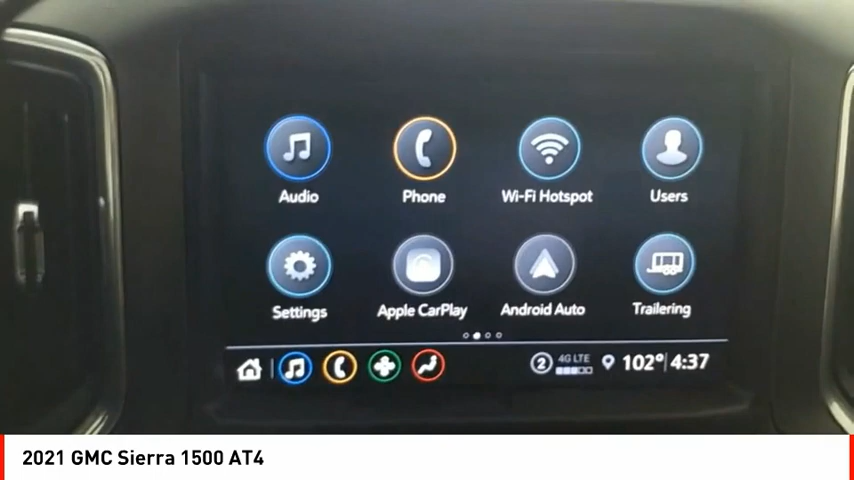 Audio Phone Wi-Fi Hotspot Users
Settings Apple CarPlay Android Auto Trailering
2 4G LTE 102° 4:37
2021 GMC Sierra 1500 AT4